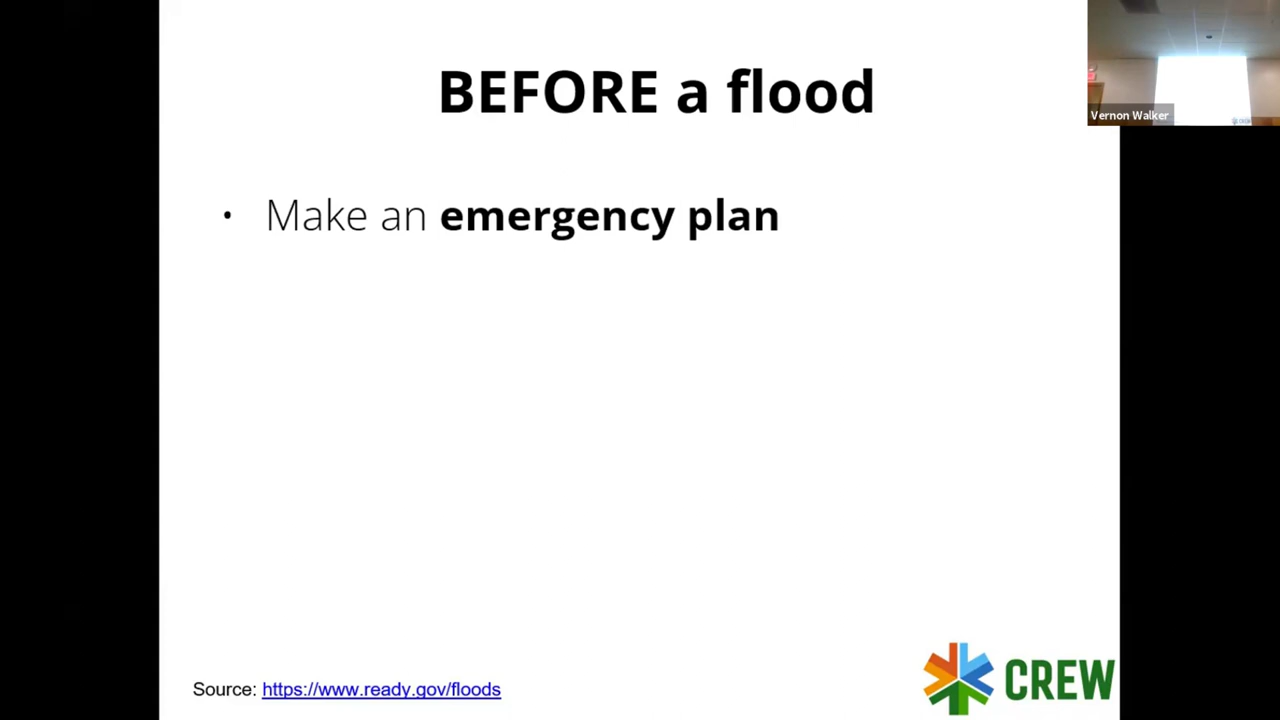 BEFORE a flood
Vernon Walker
• Make an emergency plan
Source: https://www.ready.gov/floods
CREW